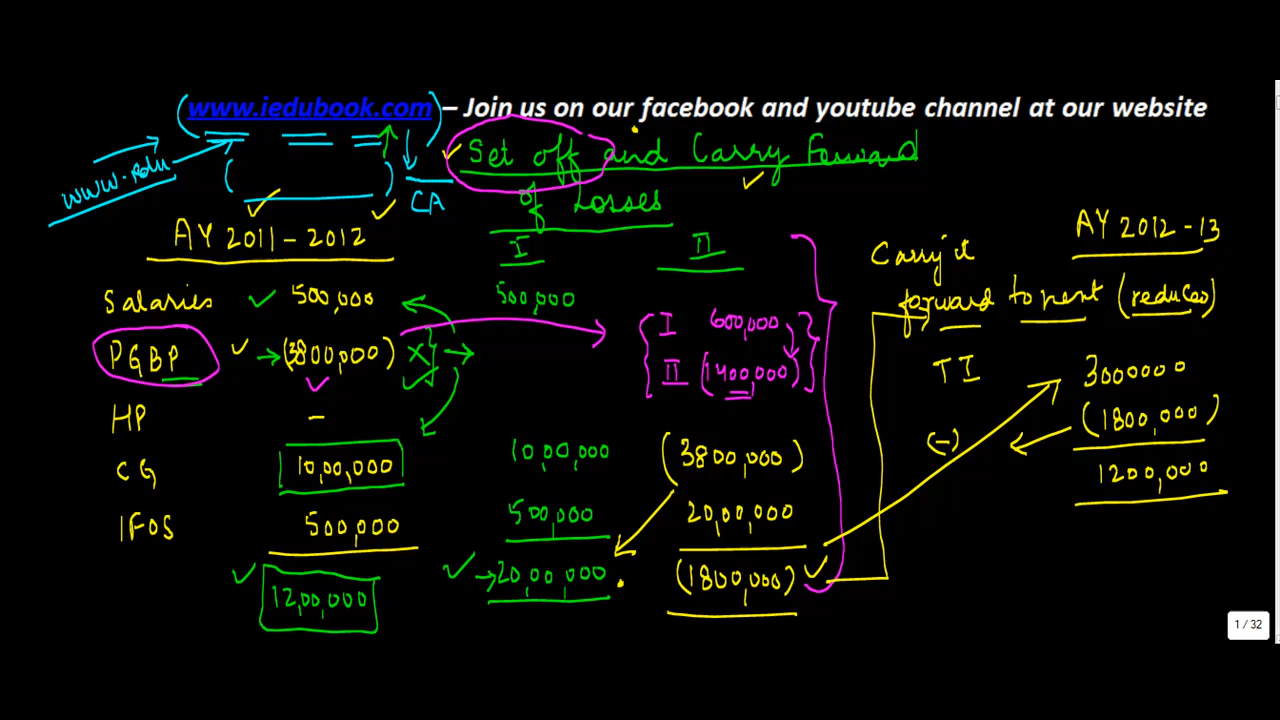 www.iedubook.com – Join us on our facebook and youtube channel at our website
Set off and Carry Forward
of Losses
www.edu
( )
CA
AY 2011-2012
I
II
Carry it
forward to next (reduces)
AY 2012-13
Salaries 500,000 500,000
PGBP (3800,000) X
I 600,000
II (1400,000)
TI 3000000
HP –
(-) (1800,000)
CG 10,00,000 10,00,000 (3800,000)
1200,000
IFOS 500,000 500,000 20,00,000
12,00,000 20,00,000 (1800,000)
1 / 32